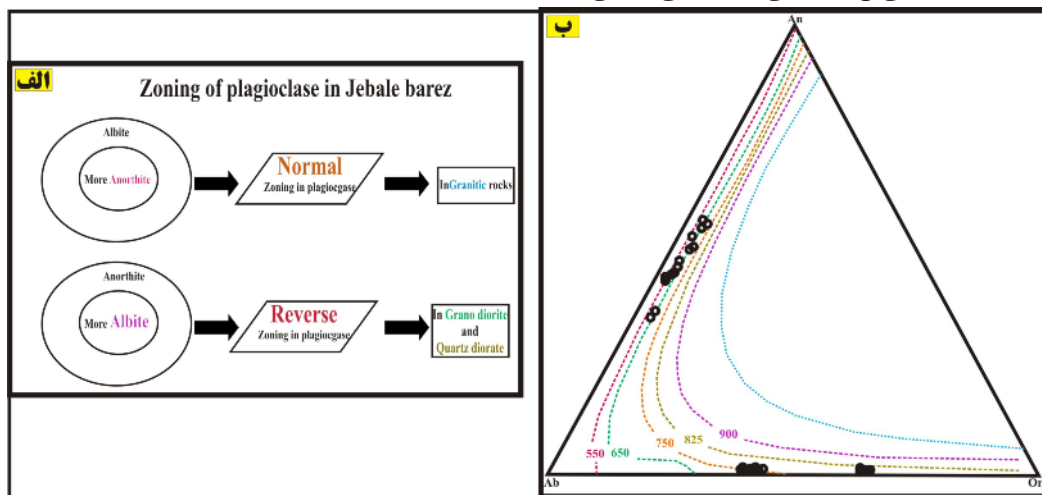 الف
Zoning of plagioclase in Jebale barez
Albite
More Anorthite
Normal
Zoning in plagiocgase
InGranitic rocks
Anorthite
More Albite
Reverse
Zoning in plagiocgase
In Grano diorite
and
Quartz diorate
ب
An
550
650
750
825
900
Ab
Or